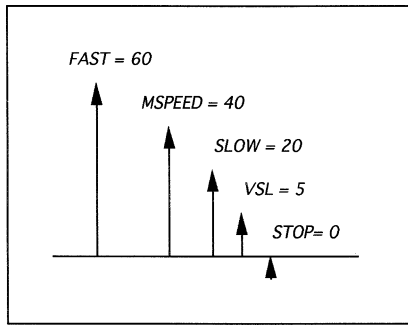 FAST = 60
MSPEED = 40
SLOW = 20
VSL = 5
STOP= 0